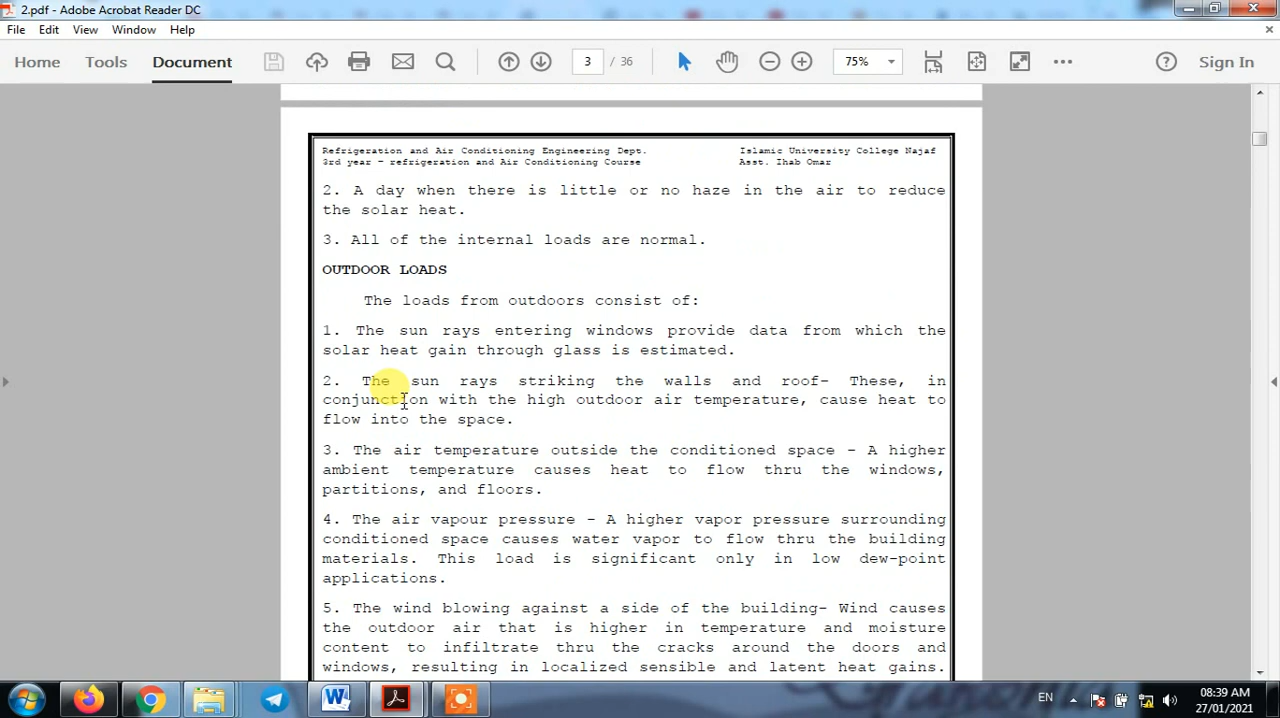 2.pdf - Adobe Acrobat Reader DC
File Edit View Window Help
Home Tools Document 3 / 36 75% Sign In
Refrigeration and Air Conditioning Engineering Dept. Islamic University College Najaf
3rd year - refrigeration and Air Conditioning Course Asst. Ihab Omar
2. A day when there is little or no haze in the air to reduce
the solar heat.
3. All of the internal loads are normal.
OUTDOOR LOADS
The loads from outdoors consist of:
1. The sun rays entering windows provide data from which the
solar heat gain through glass is estimated.
2. The sun rays striking the walls and roof- These, in
conjunction with the high outdoor air temperature, cause heat to
flow into the space.
3. The air temperature outside the conditioned space - A higher
ambient temperature causes heat to flow thru the windows,
partitions, and floors.
4. The air vapour pressure - A higher vapor pressure surrounding
conditioned space causes water vapor to flow thru the building
materials. This load is significant only in low dew-point
applications.
5. The wind blowing against a side of the building- Wind causes
the outdoor air that is higher in temperature and moisture
content to infiltrate thru the cracks around the doors and
windows, resulting in localized sensible and latent heat gains.
EN 08:39 AM
27/01/2021